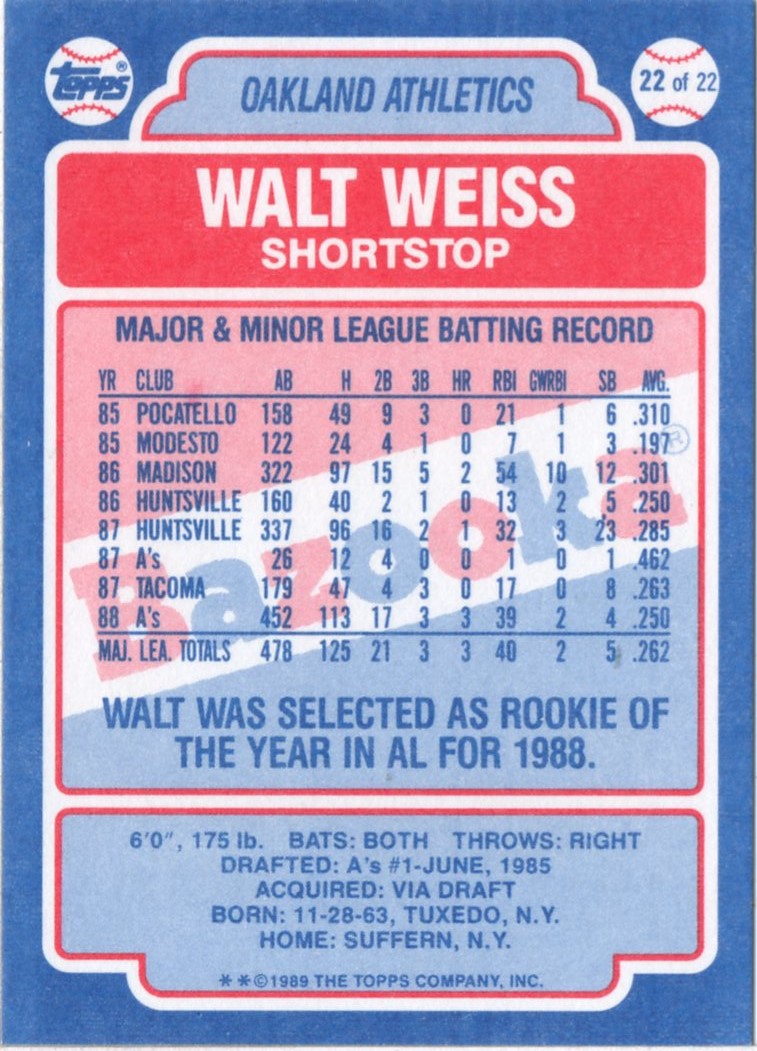 Topps®
22 of 22
OAKLAND ATHLETICS
WALT WEISS
SHORTSTOP
MAJOR & MINOR LEAGUE BATTING RECORD
YR CLUB AB H 2B 3B HR RBI GWRBI SB AVG.
85 POCATELLO 158 49 9 3 0 21 1 6 .310
85 MODESTO 122 24 4 1 0 7 1 3 .197
86 MADISON 322 97 15 5 2 54 10 12 .301
86 HUNTSVILLE 160 40 2 1 0 13 2 5 .250
87 HUNTSVILLE 337 96 16 2 1 32 3 23 .285
87 A's 26 12 4 0 0 1 0 1 .462
87 TACOMA 179 47 4 3 0 17 0 8 .263
88 A's 452 113 17 3 3 39 2 4 .250
MAJ. LEA. TOTALS 478 125 21 3 3 40 2 5 .262
Bazooka®
WALT WAS SELECTED AS ROOKIE OF
THE YEAR IN AL FOR 1988.
6'0", 175 lb. BATS: BOTH THROWS: RIGHT
DRAFTED: A's #1-JUNE, 1985
ACQUIRED: VIA DRAFT
BORN: 11-28-63, TUXEDO, N.Y.
HOME: SUFFERN, N.Y.
**©1989 THE TOPPS COMPANY, INC.